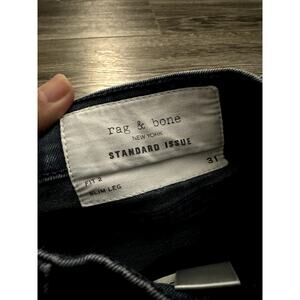 rag & bone
NEW YORK
STANDARD ISSUE
FIT 2
SLIM LEG
31